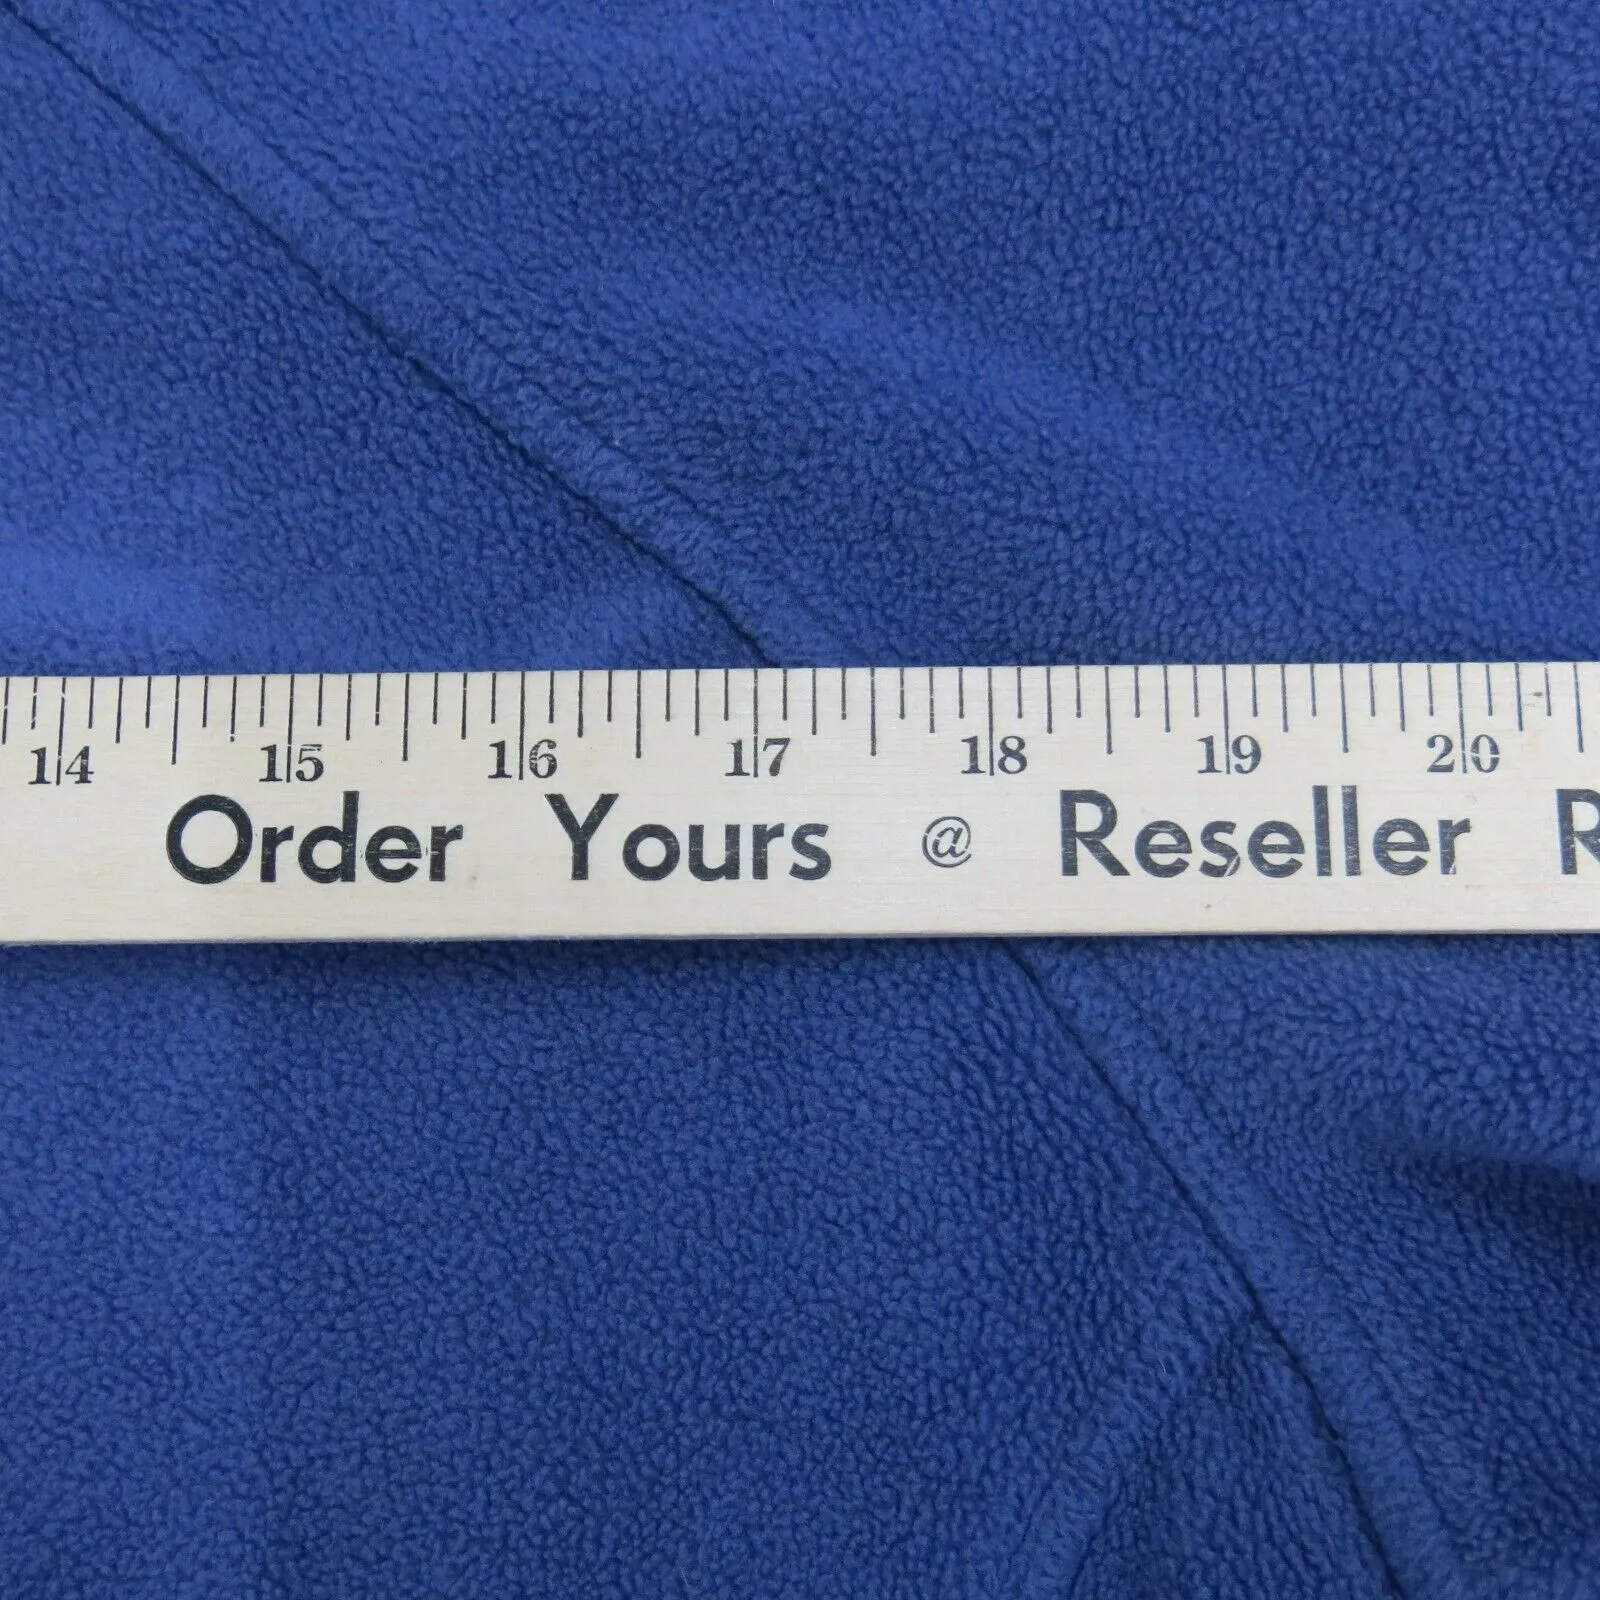 14 15 16 17 18 19 20
Order Yours @ Reseller R